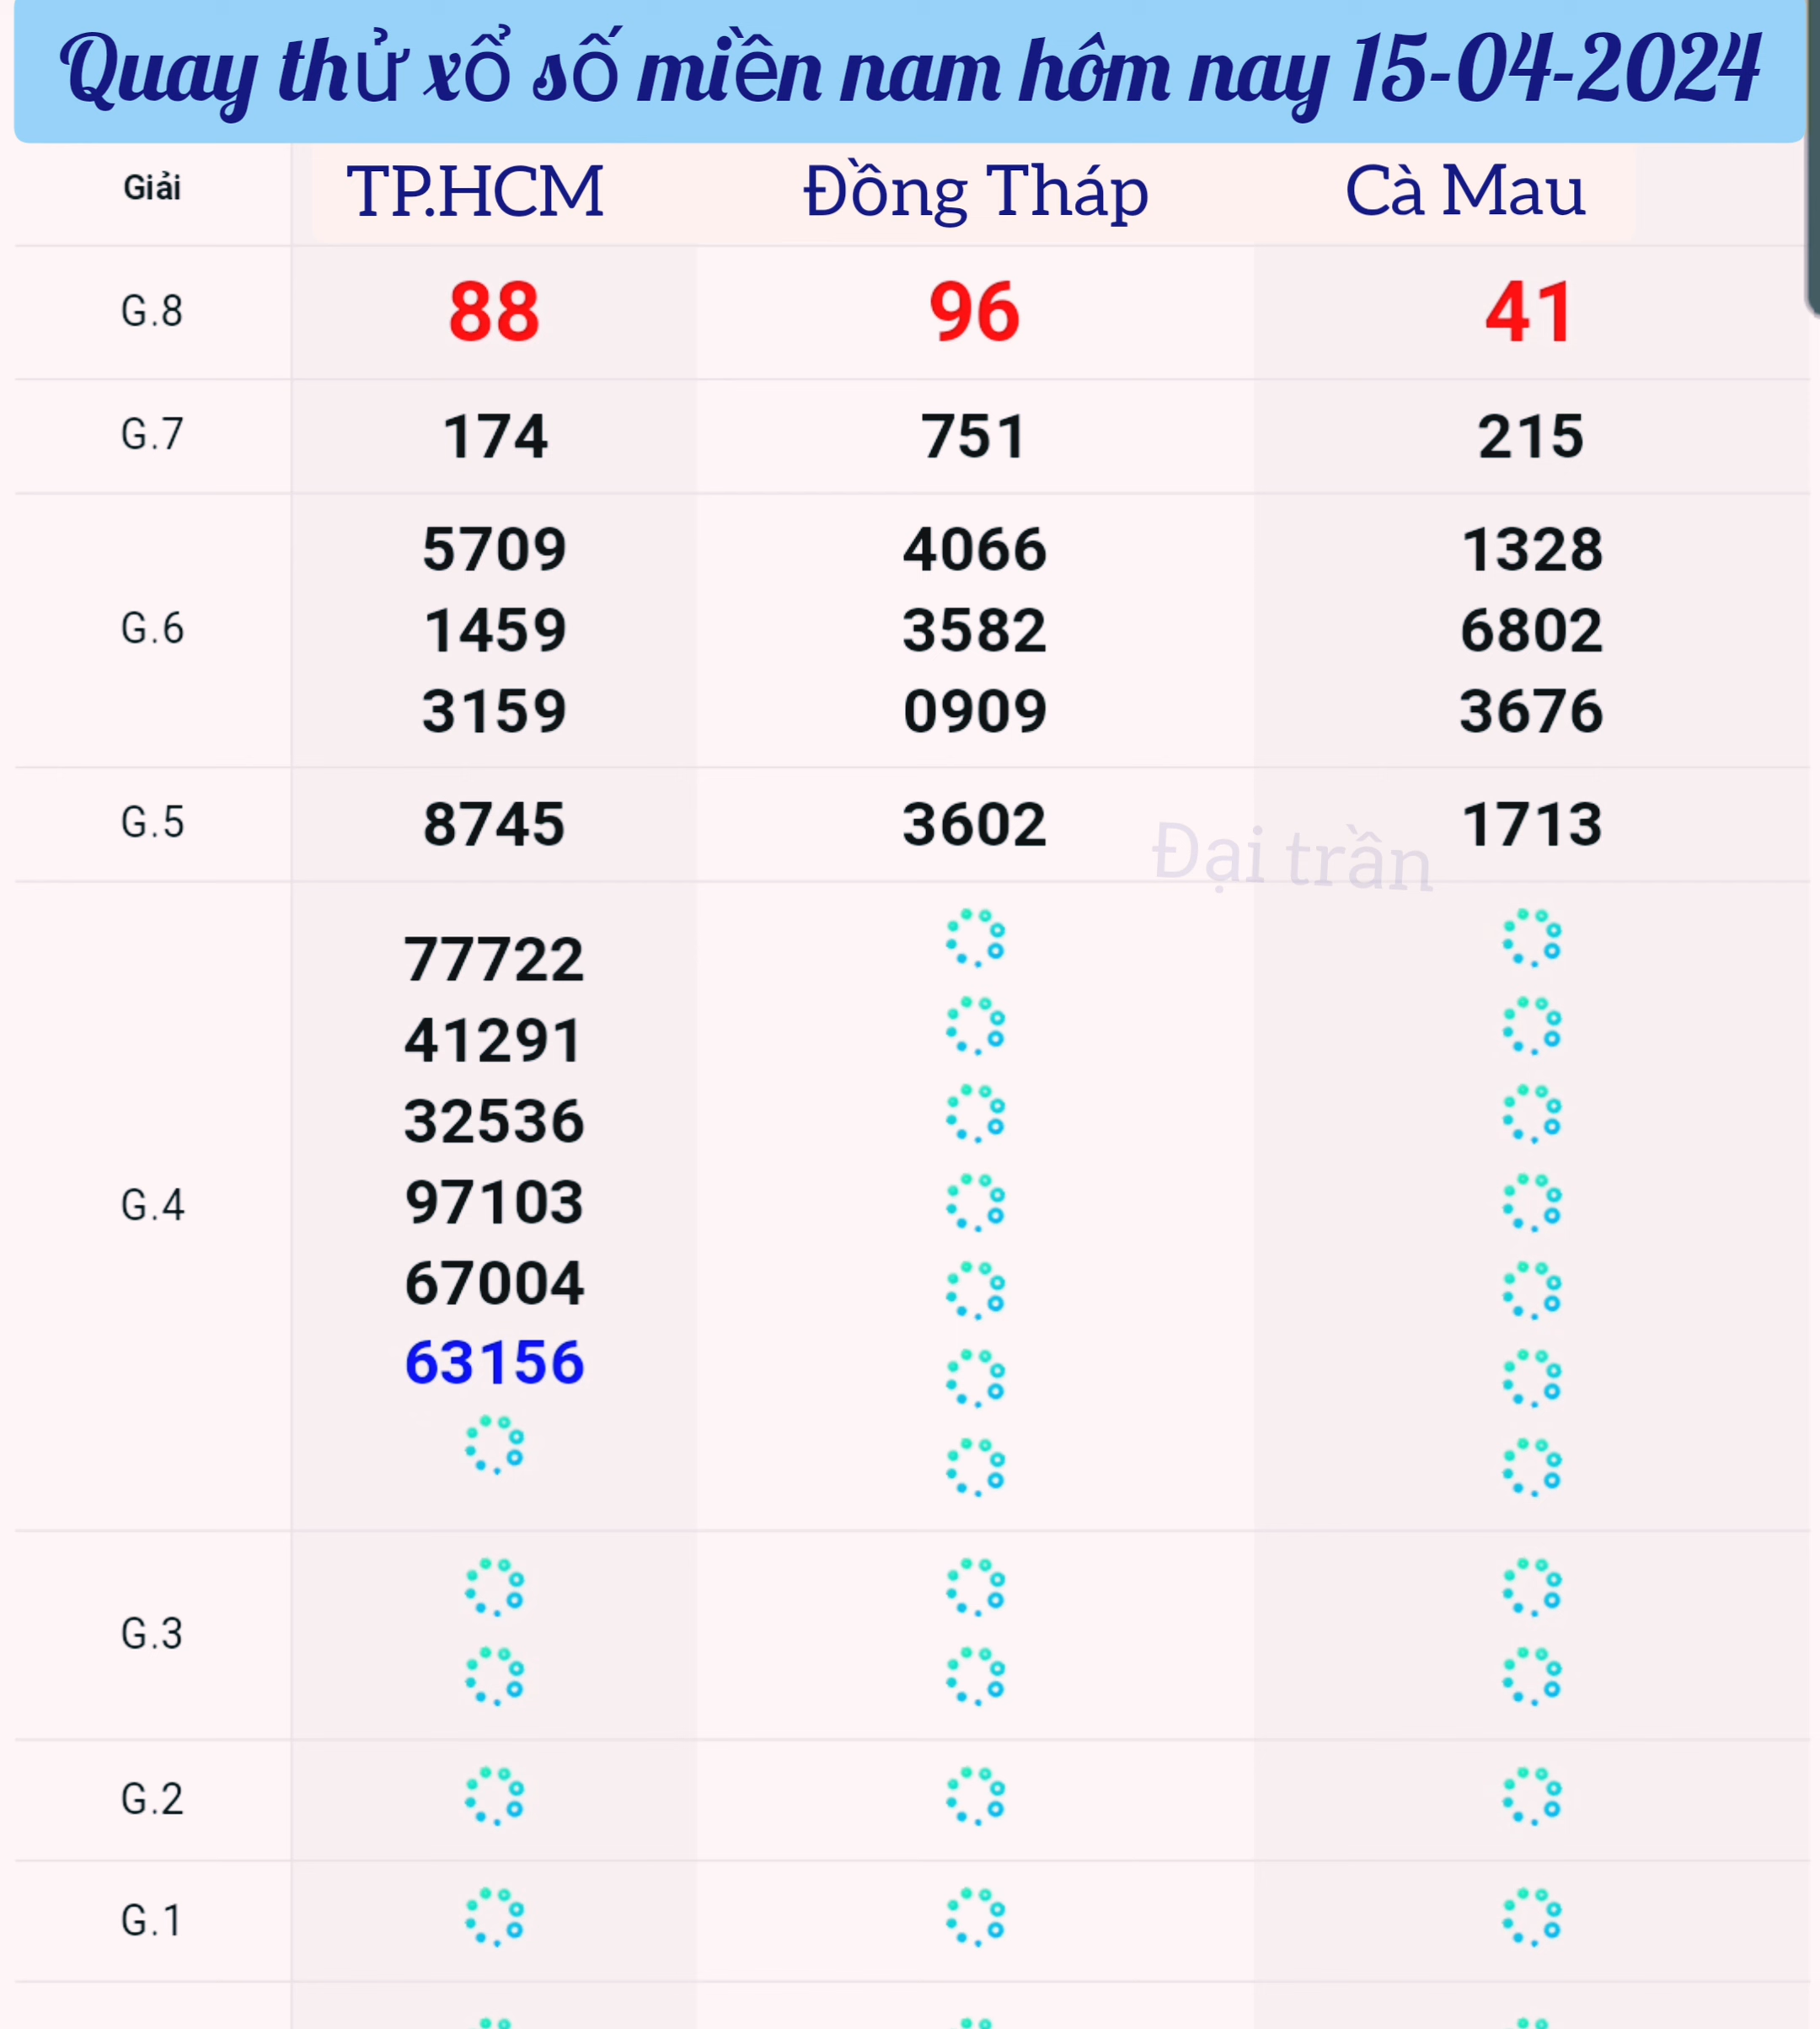 Quay thử xổ số miền nam hôm nay 15-04-2024
Giải TP.HCM Đồng Tháp Cà Mau
G.8 88 96 41
G.7 174 751 215
5709 4066 1328
G.6 1459 3582 6802
3159 0909 3676
G.5 8745 3602 1713
Đại trần
77722
41291
32536
G.4 97103
67004
63156
G.3
G.2
G.1